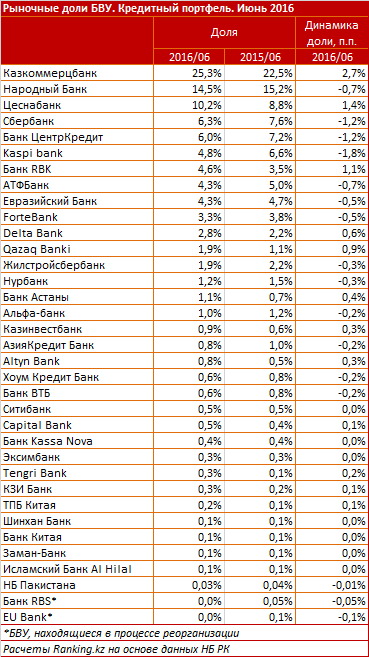 Рыночные доли БВУ. Кредитный портфель. Июнь 2016
Доля Динамика доли, п.п.
2016/06 2015/06 2016/06
Казкоммерцбанк 25,3% 22,5% 2,7%
Народный Банк 14,5% 15,2% -0,7%
Цеснабанк 10,2% 8,8% 1,4%
Сбербанк 6,3% 7,6% -1,2%
Банк ЦентрКредит 6,0% 7,2% -1,2%
Kaspi bank 4,8% 6,6% -1,8%
Банк RBK 4,6% 3,5% 1,1%
АТФБанк 4,3% 5,0% -0,7%
Евразийский Банк 4,3% 4,7% -0,5%
ForteBank 3,3% 3,8% -0,5%
Delta Bank 2,8% 2,2% 0,6%
Qazaq Banki 1,9% 1,1% 0,9%
Жилстройсбербанк 1,9% 2,2% -0,3%
Нурбанк 1,2% 1,5% -0,3%
Банк Астаны 1,1% 0,7% 0,4%
Альфа-банк 1,0% 1,2% -0,2%
Казинвестбанк 0,9% 0,6% 0,3%
АзияКредит Банк 0,8% 1,0% -0,2%
Altyn Bank 0,8% 0,5% 0,3%
Хоум Кредит Банк 0,6% 0,8% -0,2%
Банк ВТБ 0,6% 0,8% -0,2%
Ситибанк 0,5% 0,5% 0,0%
Capital Bank 0,5% 0,4% 0,1%
Банк Kassa Nova 0,4% 0,4% 0,0%
Эксимбанк 0,3% 0,3% 0,0%
Tengri Bank 0,3% 0,1% 0,2%
КЗИ Банк 0,3% 0,2% 0,1%
ТПБ Китая 0,2% 0,1% 0,1%
Шинхан Банк 0,1% 0,1% 0,0%
Банк Китая 0,1% 0,1% 0,0%
Заман-Банк 0,1% 0,1% 0,0%
Исламский Банк Al Hilal 0,1% 0,1% 0,0%
НБ Пакистана 0,03% 0,04% -0,01%
Банк RBS* 0,0% 0,05% -0,05%
EU Bank* 0,0% 0,1% -0,1%
*БВУ, находящиеся в процессе реорганизации
Расчеты Ranking.kz на основе данных НБ РК